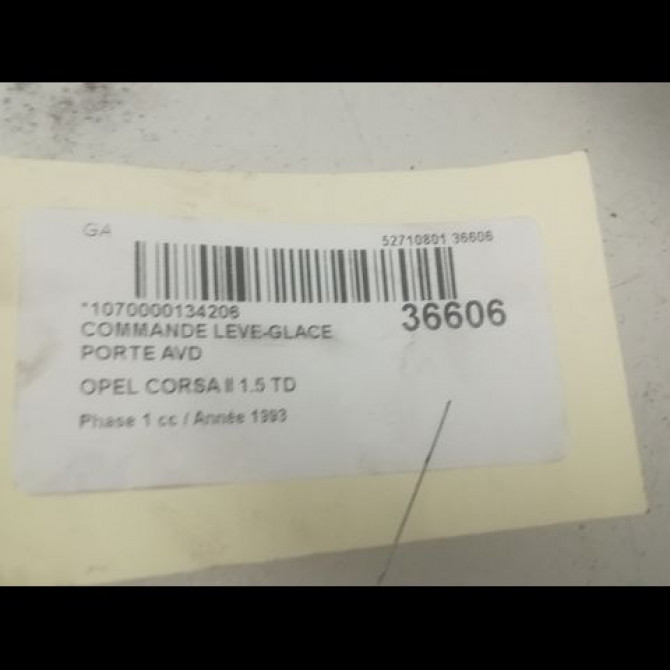 GA
52710801 36606
*1070000134206
36606
COMMANDE LEVE-GLACE
PORTE AVD
OPEL CORSA II 1.5 TD
Phase 1 cc / Année 1993